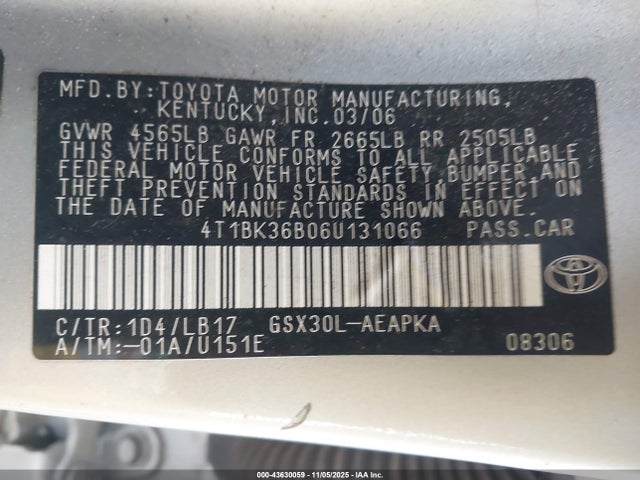 MFD.BY:TOYOTA MOTOR MANUFACTURING,
KENTUCKY,INC.03/06
GVWR 4565LB GAWR FR 2665LB RR 2505LB
THIS VEHICLE CONFORMS TO ALL APPLICABLE
FEDERAL MOTOR VEHICLE SAFETY,BUMPER,AND
THEFT PREVENTION STANDARDS IN EFFECT ON
THE DATE OF MANUFACTURE SHOWN ABOVE.
4T1BK36B06U131066 PASS.CAR
C/TR:1D4/LB17 GSX30L-AEAPKA
A/TM:-01A/U151E 08306
000-43630059 | 11/05/2025 | IAA Inc.